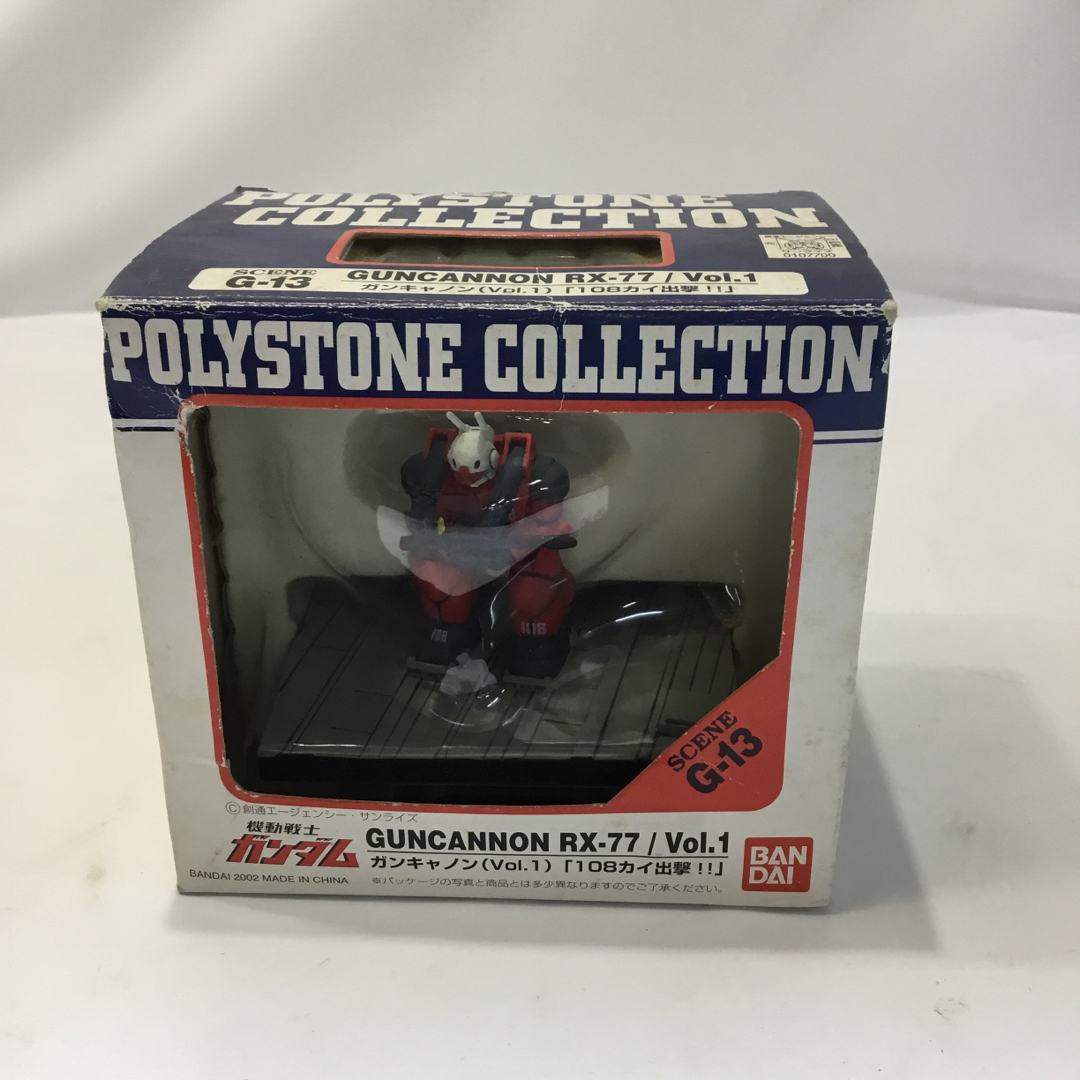 POLYSTONE
COLLECTION
SCENE
G-13
GUNCANNON RX-77 / Vol.1
ガンキャノン(Vol.1)「108カイ出撃!!」
0107700
POLYSTONE COLLECTION
108
108
SCENE
G-13
©創通エージェンシー・サンライズ
機動戦士
ガンダム
GUNCANNON RX-77 / Vol.1
ガンキャノン(Vol.1)「108カイ出撃!!」
BANDAI 2002 MADE IN CHINA
※パッケージの写真と商品とは多少異なりますのでご了承ください。
BAN
DAI